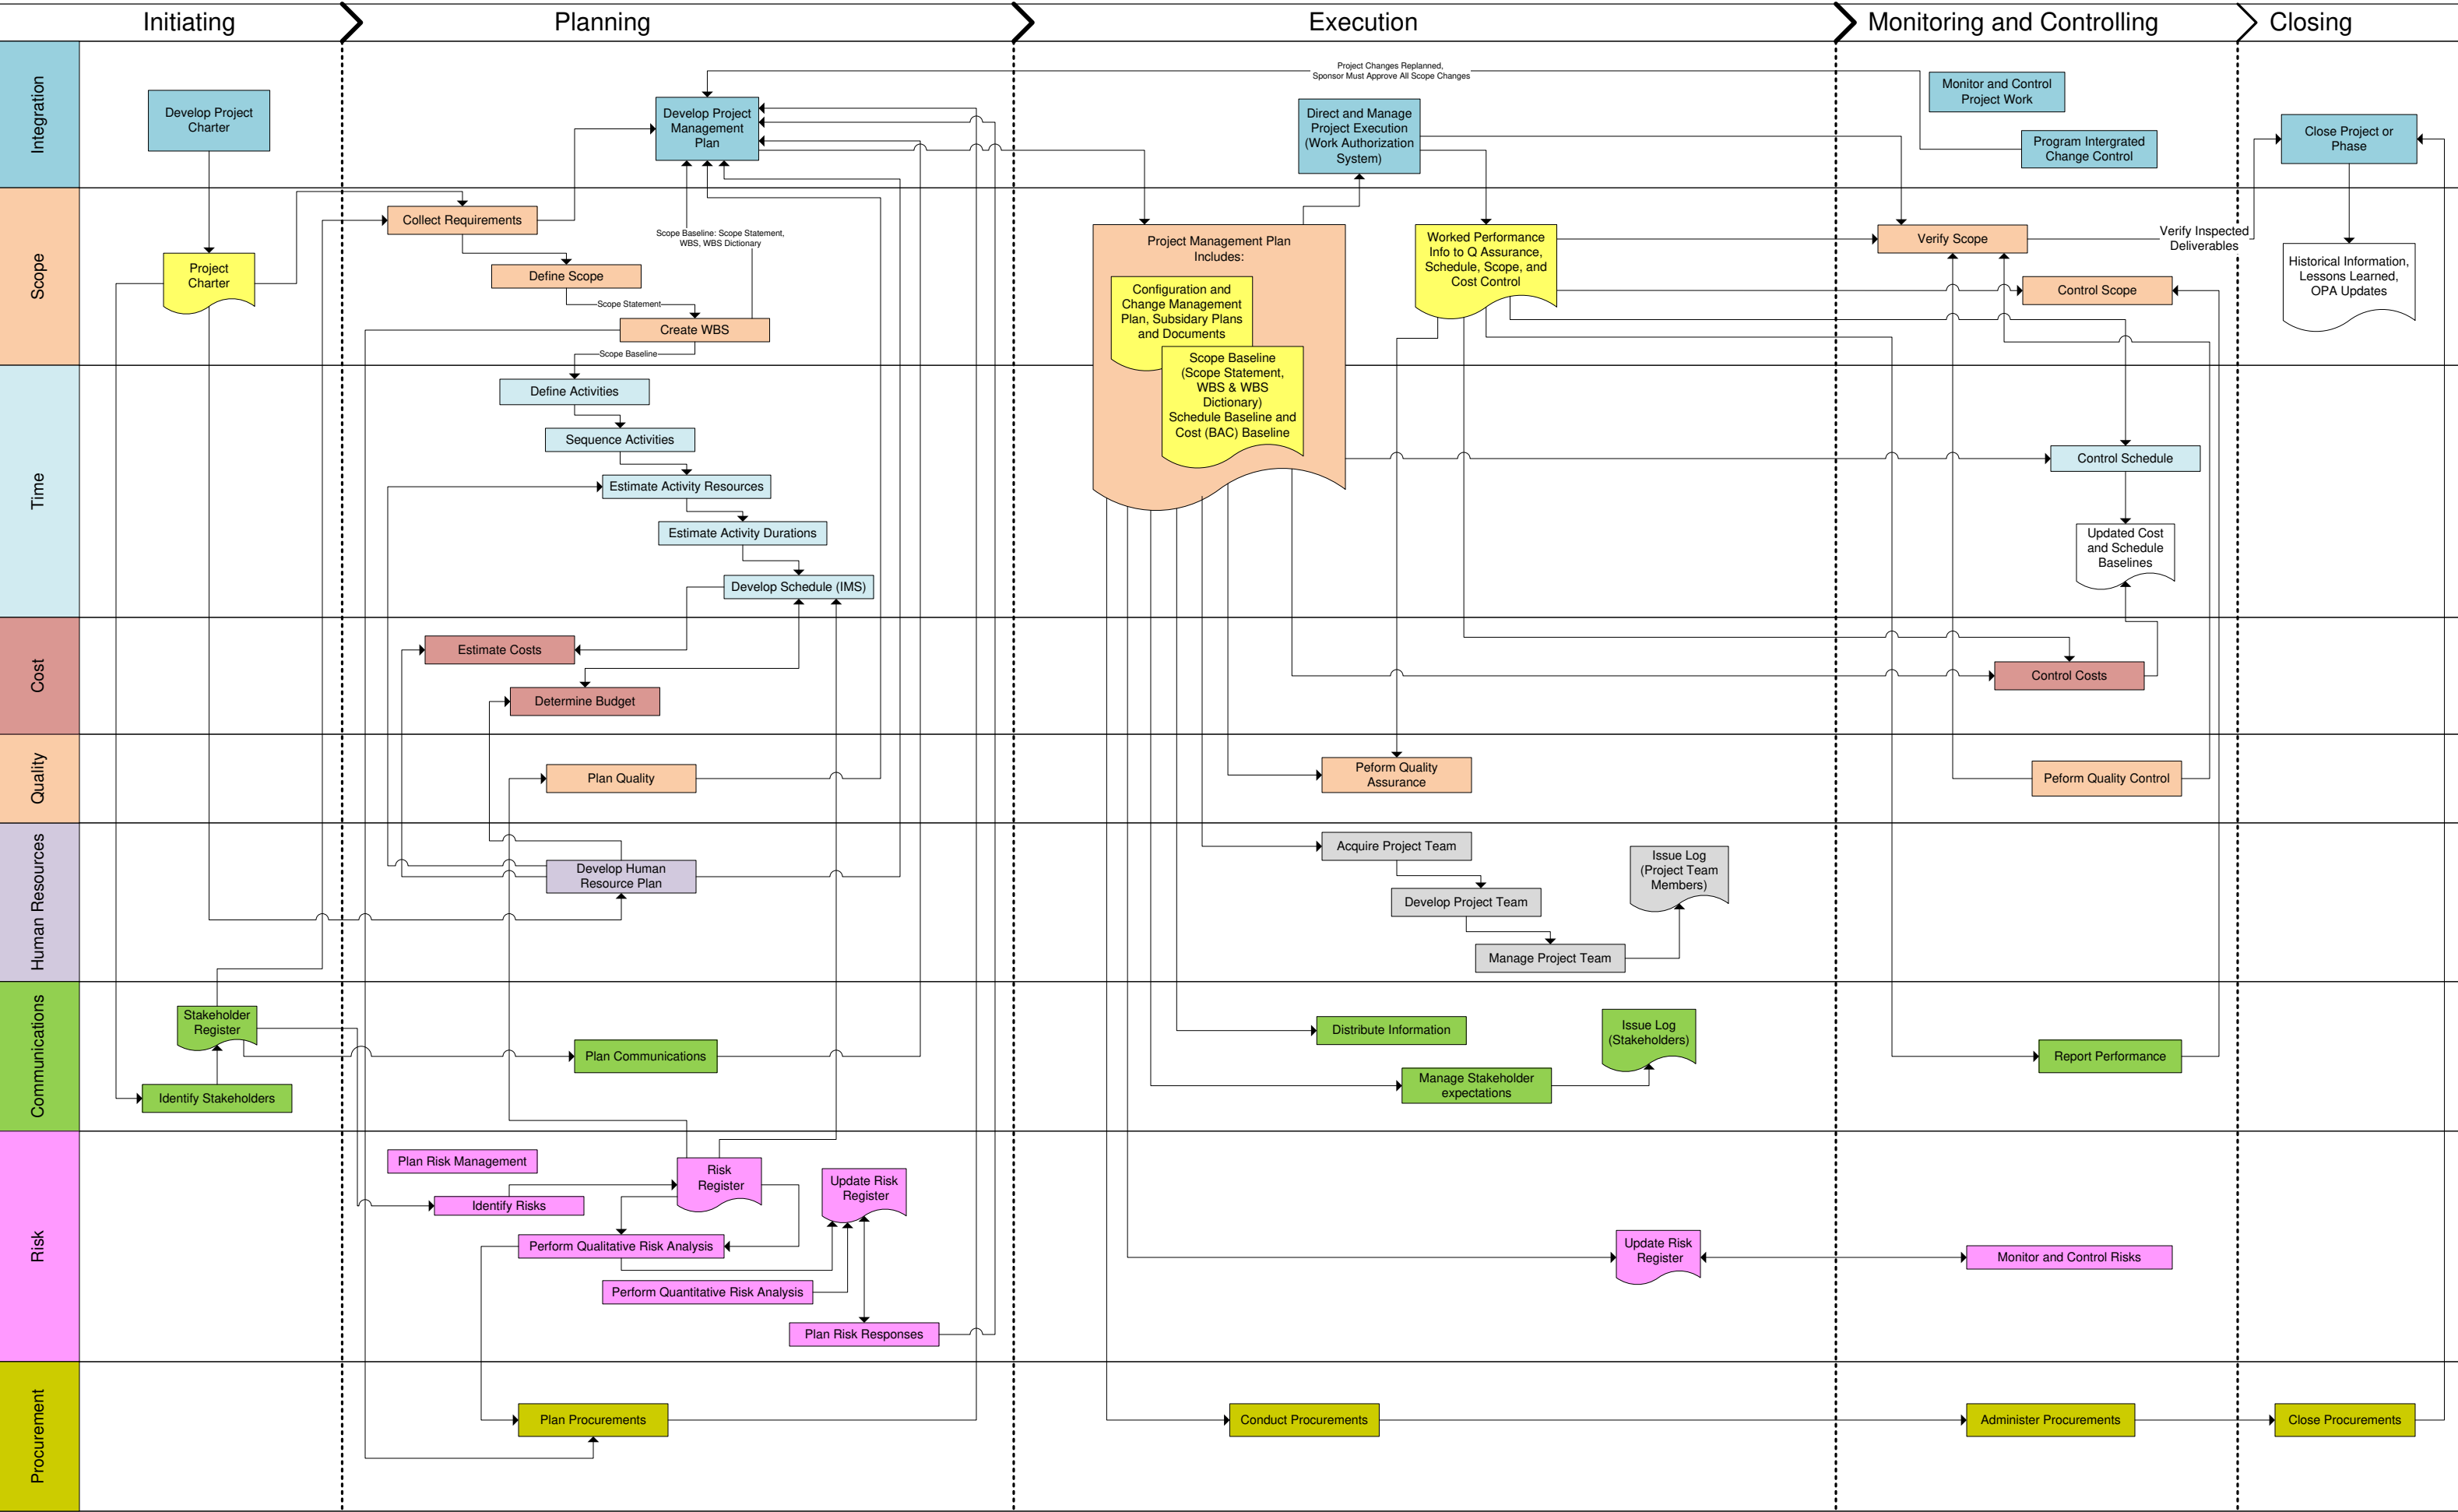 Initiating
Planning
Execution
Monitoring and Controlling
Closing
Integration
Develop Project
Charter
Develop Project
Management
Plan
Project Changes Replanned,
Sponsor Must Approve All Scope Changes
Direct and Manage
Project Execution
(Work Authorization
System)
Monitor and Control
Project Work
Program Intergrated
Change Control
Close Project or
Phase
Scope
Project
Charter
Collect Requirements
Define Scope
Scope Statement
Create WBS
Scope Baseline: Scope Statement,
WBS, WBS Dictionary
Scope Baseline
Project Management Plan
Includes:
Configuration and
Change Management
Plan, Subsidary Plans
and Documents
Scope Baseline
(Scope Statement,
WBS & WBS
Dictionary)
Schedule Baseline and
Cost (BAC) Baseline
Worked Performance
Info to Q Assurance,
Schedule, Scope, and
Cost Control
Verify Scope
Verify Inspected
Deliverables
Control Scope
Historical Information,
Lessons Learned,
OPA Updates
Time
Define Activities
Sequence Activities
Estimate Activity Resources
Estimate Activity Durations
Develop Schedule (IMS)
Control Schedule
Updated Cost
and Schedule
Baselines
Cost
Estimate Costs
Determine Budget
Control Costs
Quality
Plan Quality
Peform Quality
Assurance
Peform Quality Control
Human Resources
Develop Human
Resource Plan
Acquire Project Team
Develop Project Team
Manage Project Team
Issue Log
(Project Team
Members)
Communications
Stakeholder
Register
Identify Stakeholders
Plan Communications
Distribute Information
Manage Stakeholder
expectations
Issue Log
(Stakeholders)
Report Performance
Risk
Plan Risk Management
Identify Risks
Risk
Register
Update Risk
Register
Perform Qualitative Risk Analysis
Perform Quantitative Risk Analysis
Plan Risk Responses
Update Risk
Register
Monitor and Control Risks
Procurement
Plan Procurements
Conduct Procurements
Administer Procurements
Close Procurements